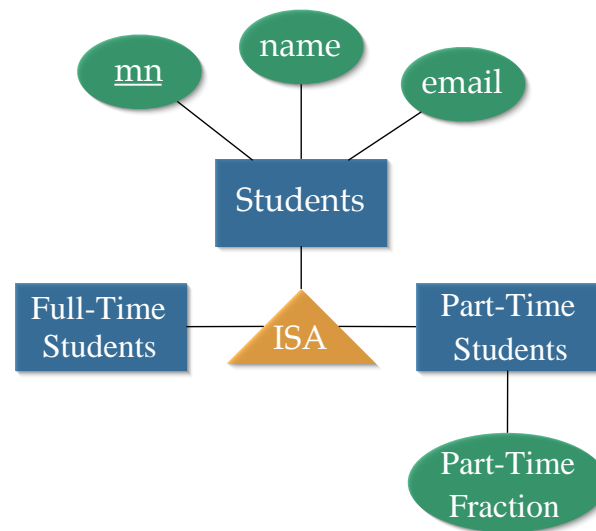 mn
name
email
Students
Full-Time
Students
ISA
Part-Time
Students
Part-Time
Fraction